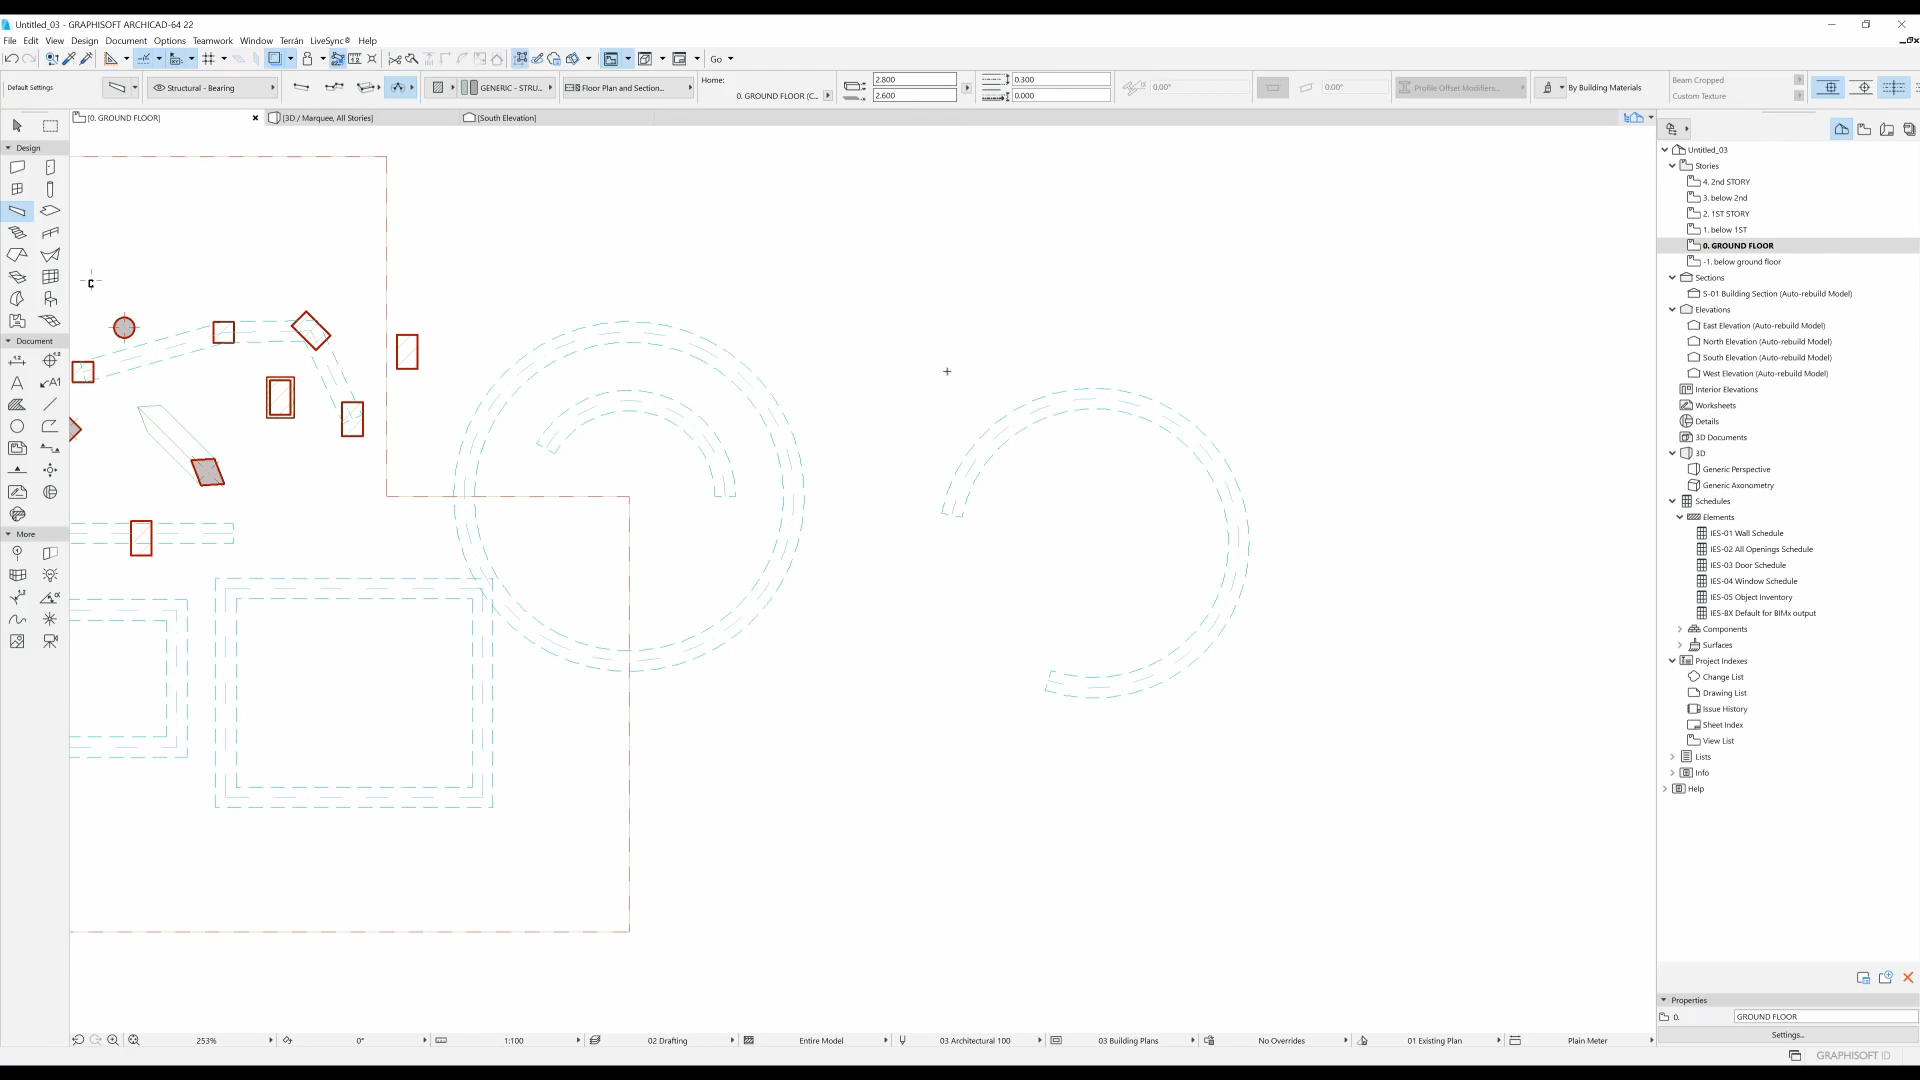 Untitled_03 - GRAPHISOFT ARCHICAD-64 22
File Edit View Design Document Options Teamwork Window Terrán LiveSync® Help
Go
Default Settings
Structural - Bearing
GENERIC - STRU...
Floor Plan and Section...
Home:
0. GROUND FLOOR (C...
2.800
2.600
0.300
0.000
0.00°
0.00°
Profile Offset Modifiers...
By Building Materials
Beam Cropped
Custom Texture
[0. GROUND FLOOR]
[3D / Marquee, All Stories]
[South Elevation]
Design
Document
More
Untitled_03
Stories
4. 2nd STORY
3. below 2nd
2. 1ST STORY
1. below 1ST
0. GROUND FLOOR
-1. below ground floor
Sections
S-01 Building Section (Auto-rebuild Model)
Elevations
East Elevation (Auto-rebuild Model)
North Elevation (Auto-rebuild Model)
South Elevation (Auto-rebuild Model)
West Elevation (Auto-rebuild Model)
Interior Elevations
Worksheets
Details
3D Documents
3D
Generic Perspective
Generic Axonometry
Schedules
Elements
IES-01 Wall Schedule
IES-02 All Openings Schedule
IES-03 Door Schedule
IES-04 Window Schedule
IES-05 Object Inventory
IES-BX Default for BIMx output
Components
Surfaces
Project Indexes
Change List
Drawing List
Issue History
Sheet Index
View List
Lists
Info
Help
Properties
0.
GROUND FLOOR
Settings...
253%
0°
1:100
02 Drafting
Entire Model
03 Architectural 100
03 Building Plans
No Overrides
01 Existing Plan
Plain Meter
GRAPHISOFT ID